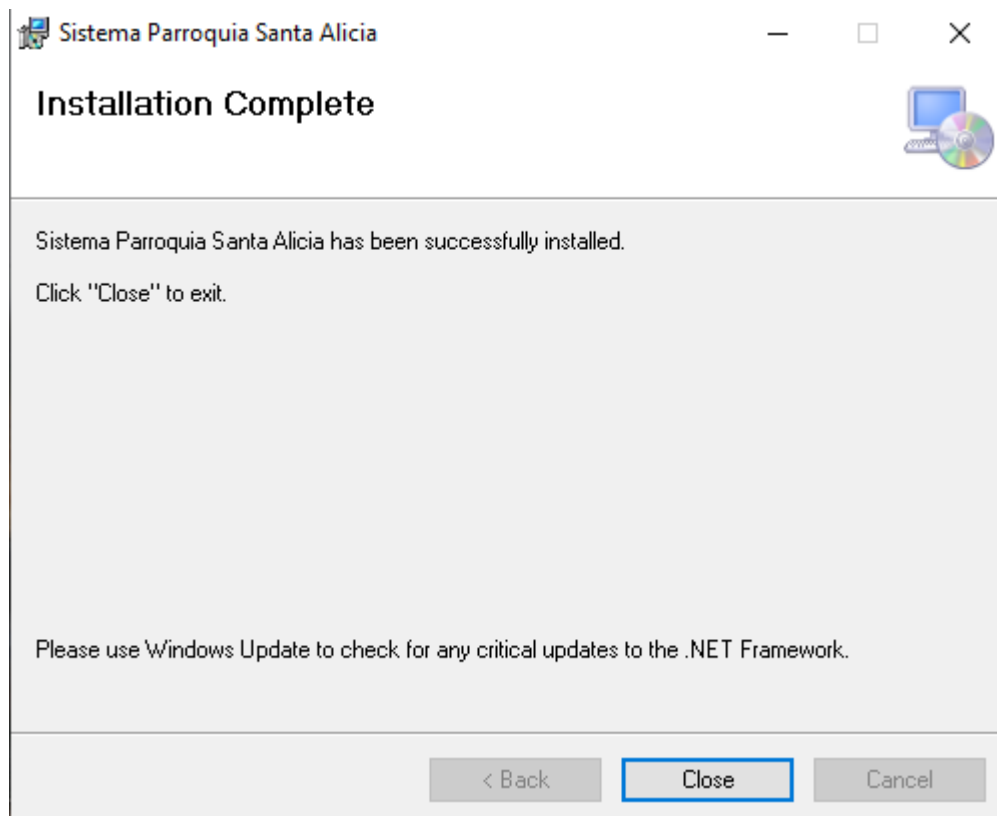 Sistema Parroquia Santa Alicia
Installation Complete
Sistema Parroquia Santa Alicia has been successfully installed.
Click "Close" to exit.
Please use Windows Update to check for any critical updates to the .NET Framework.
< Back Close Cancel